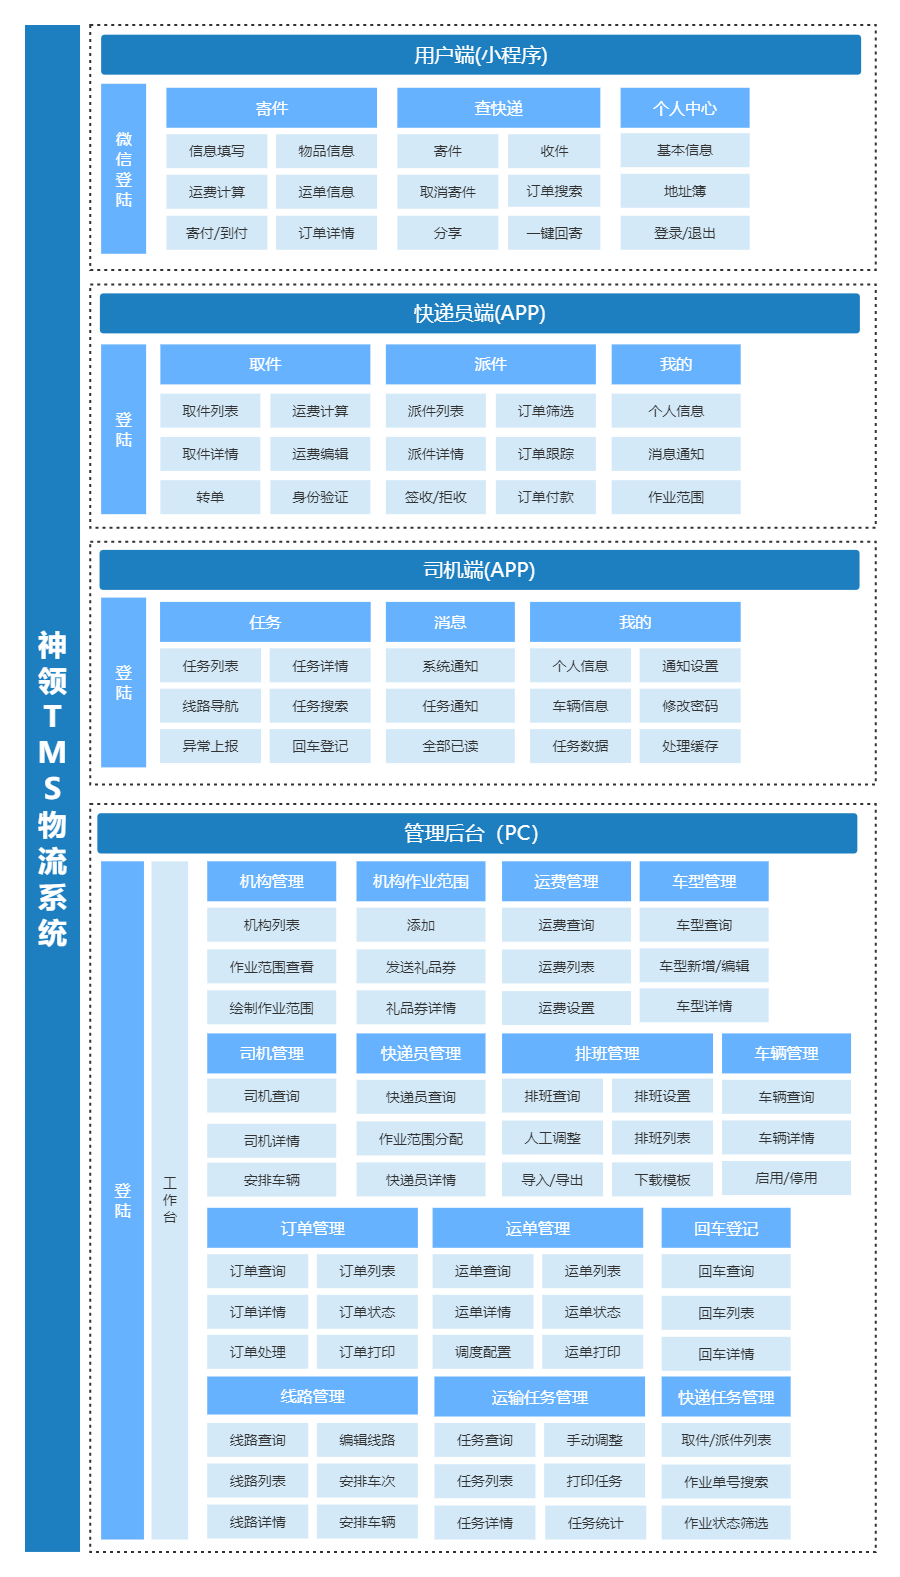 神领TMS物流系统
用户端(小程序)
微信登陆
寄件
查快递
个人中心
信息填写
物品信息
寄件
收件
基本信息
运费计算
运单信息
取消寄件
订单搜索
地址簿
寄付/到付
订单详情
分享
一键回寄
登录/退出
快递员端(APP)
登陆
取件
派件
我的
取件列表
运费计算
派件列表
订单筛选
个人信息
取件详情
运费编辑
派件详情
订单跟踪
消息通知
转单
身份验证
签收/拒收
订单付款
作业范围
司机端(APP)
登陆
任务
消息
我的
任务列表
任务详情
系统通知
个人信息
通知设置
线路导航
任务搜索
任务通知
车辆信息
修改密码
异常上报
回车登记
全部已读
任务数据
处理缓存
管理后台（PC）
登陆
工作台
机构管理
机构作业范围
运费管理
车型管理
机构列表
添加
运费查询
车型查询
作业范围查看
发送礼品券
运费列表
车型新增/编辑
绘制作业范围
礼品券详情
运费设置
车型详情
司机管理
快递员管理
排班管理
车辆管理
司机查询
快递员查询
排班查询
排班设置
车辆查询
司机详情
作业范围分配
人工调整
排班列表
车辆详情
安排车辆
快递员详情
导入/导出
下载模板
启用/停用
订单管理
运单管理
回车登记
订单查询
订单列表
运单查询
运单列表
回车查询
订单详情
订单状态
运单详情
运单状态
回车列表
订单处理
订单打印
调度配置
运单打印
回车详情
线路管理
运输任务管理
快递任务管理
线路查询
编辑线路
任务查询
手动调整
取件/派件列表
线路列表
安排车次
任务列表
打印任务
作业单号搜索
线路详情
安排车辆
任务详情
任务统计
作业状态筛选